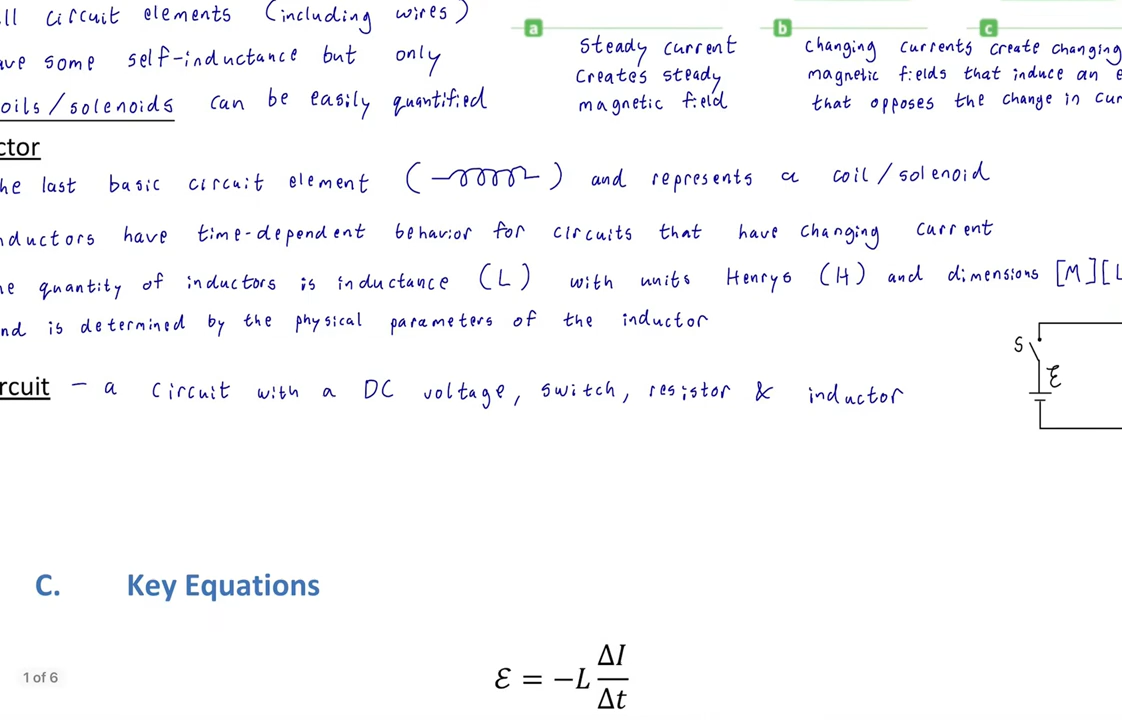 ll circuit elements (including wires)
ave some self-inductance but only
oils/solenoids can be easily quantified
a
Steady current
Creates steady
magnetic field
b
c
Changing currents create changing
magnetic fields that induce an e
that opposes the change in cur
ctor
he last basic circuit element ( ) and represents a coil/solenoid
nductors have time-dependent behavior for circuits that have changing current
he quantity of inductors is inductance (L) with units Henrys (H) and dimensions [M][L
nd is determined by the physical parameters of the inductor
rcuit - a circuit with a DC voltage, switch, resistor & inductor
S
ℰ
C. Key Equations
ℰ = −L ΔI/Δt
1 of 6